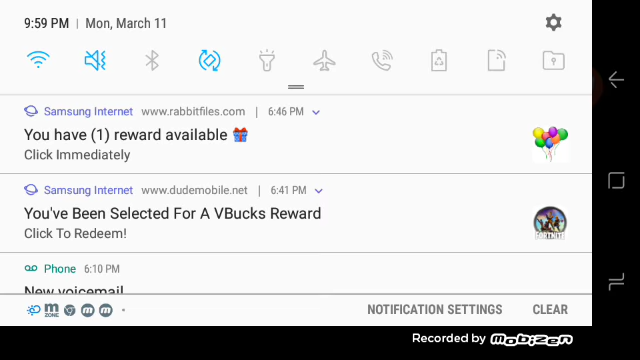 9:59 PM | Mon, March 11
Samsung Internet www.rabbitfiles.com | 6:46 PM
You have (1) reward available
Click Immediately
Samsung Internet www.dudemobile.net | 6:41 PM
You've Been Selected For A VBucks Reward
Click To Redeem!
FORTNITE
Phone 6:10 PM
New voicemail
m ZONE m m
NOTIFICATION SETTINGS CLEAR
Recorded by mobizen